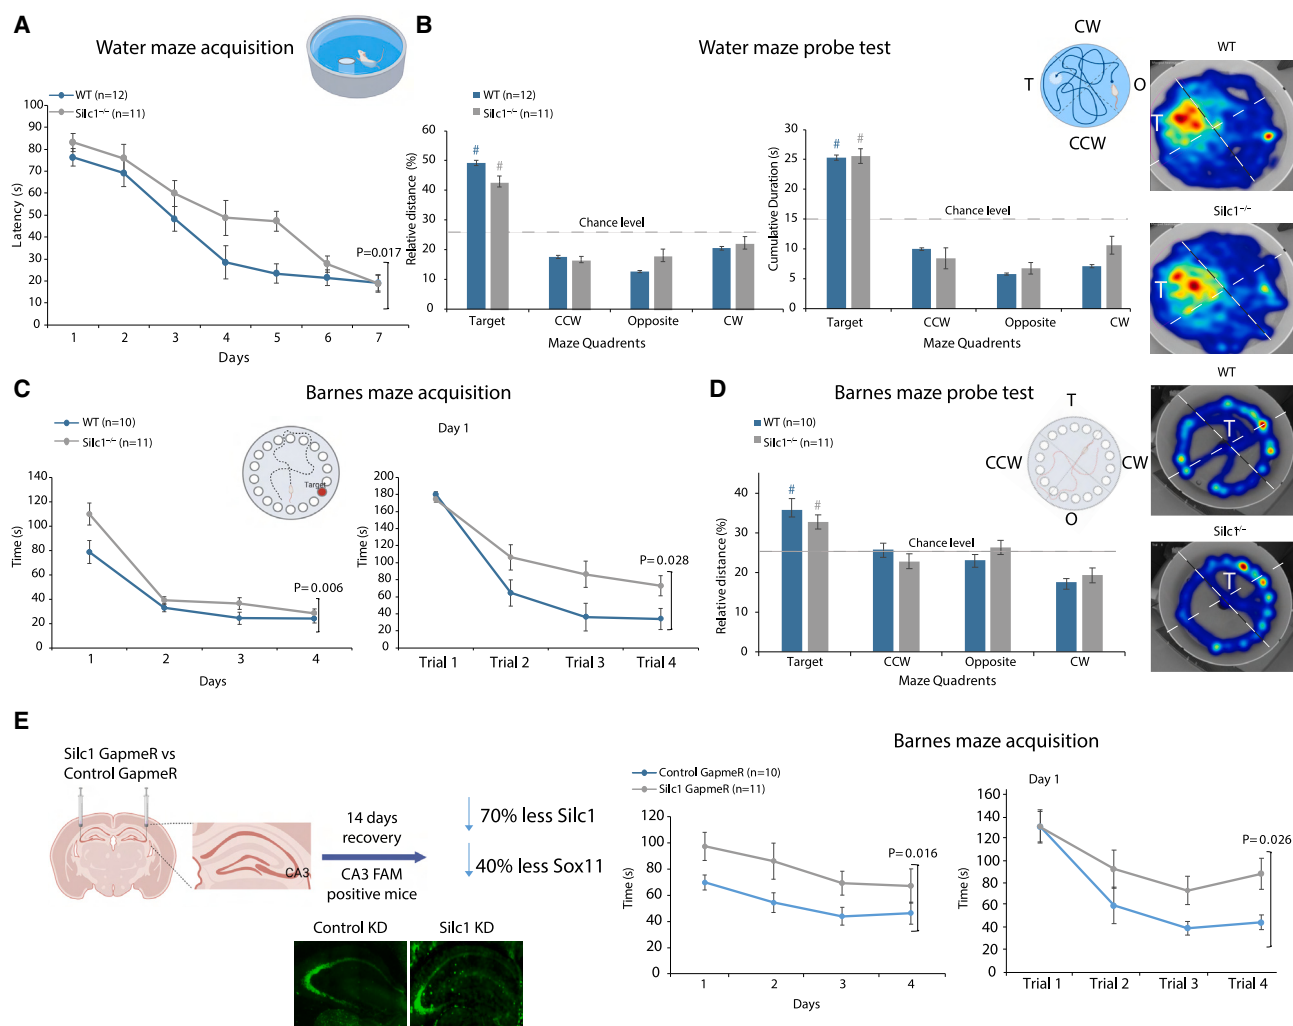 A
Water maze acquisition
WT (n=12)
Silc1−/− (n=11)
100
90
80
70
60
50
40
30
20
10
0
Latency (s)
P=0.017
1 2 3 4 5 6 7
Days
B
Water maze probe test
WT (n=12)
Silc1−/− (n=11)
60
50
40
30
20
10
0
Relative distance (%)
#
#
Chance level
Target CCW Opposite CW
Maze Quadrents
30
25
20
15
10
5
0
Cumulative Duration (s)
#
#
Chance level
Target CCW Opposite CW
Maze Quadrents
CW
T
O
CCW
WT
T
Silc1−/−
T
C
Barnes maze acquisition
WT (n=10)
Silc1−/− (n=11)
140
120
100
80
60
40
20
0
Time (s)
Target
P=0.006
1 2 3 4
Days
Day 1
200
180
160
140
120
100
80
60
40
20
0
Time (s)
P=0.028
Trial 1 Trial 2 Trial 3 Trial 4
D
Barnes maze probe test
WT (n=10)
Silc1−/− (n=11)
40
30
20
10
0
Relative distance (%)
#
#
Chance level
Target CCW Opposite CW
Maze Quadrents
T
CCW
CW
O
WT
T
Silc1/−
T
E
Silc1 GapmeR vs
Control GapmeR
CA3
14 days
recovery
CA3 FAM
positive mice
70% less Silc1
40% less Sox11
Control KD
Silc1 KD
Barnes maze acquisition
Control GapmeR (n=10)
Silc1 GapmeR (n=11)
120
100
80
60
40
20
0
Time (s)
P=0.016
1 2 3 4
Days
Day 1
160
140
120
100
80
60
40
20
0
Time (s)
P=0.026
Trial 1 Trial 2 Trial 3 Trial 4